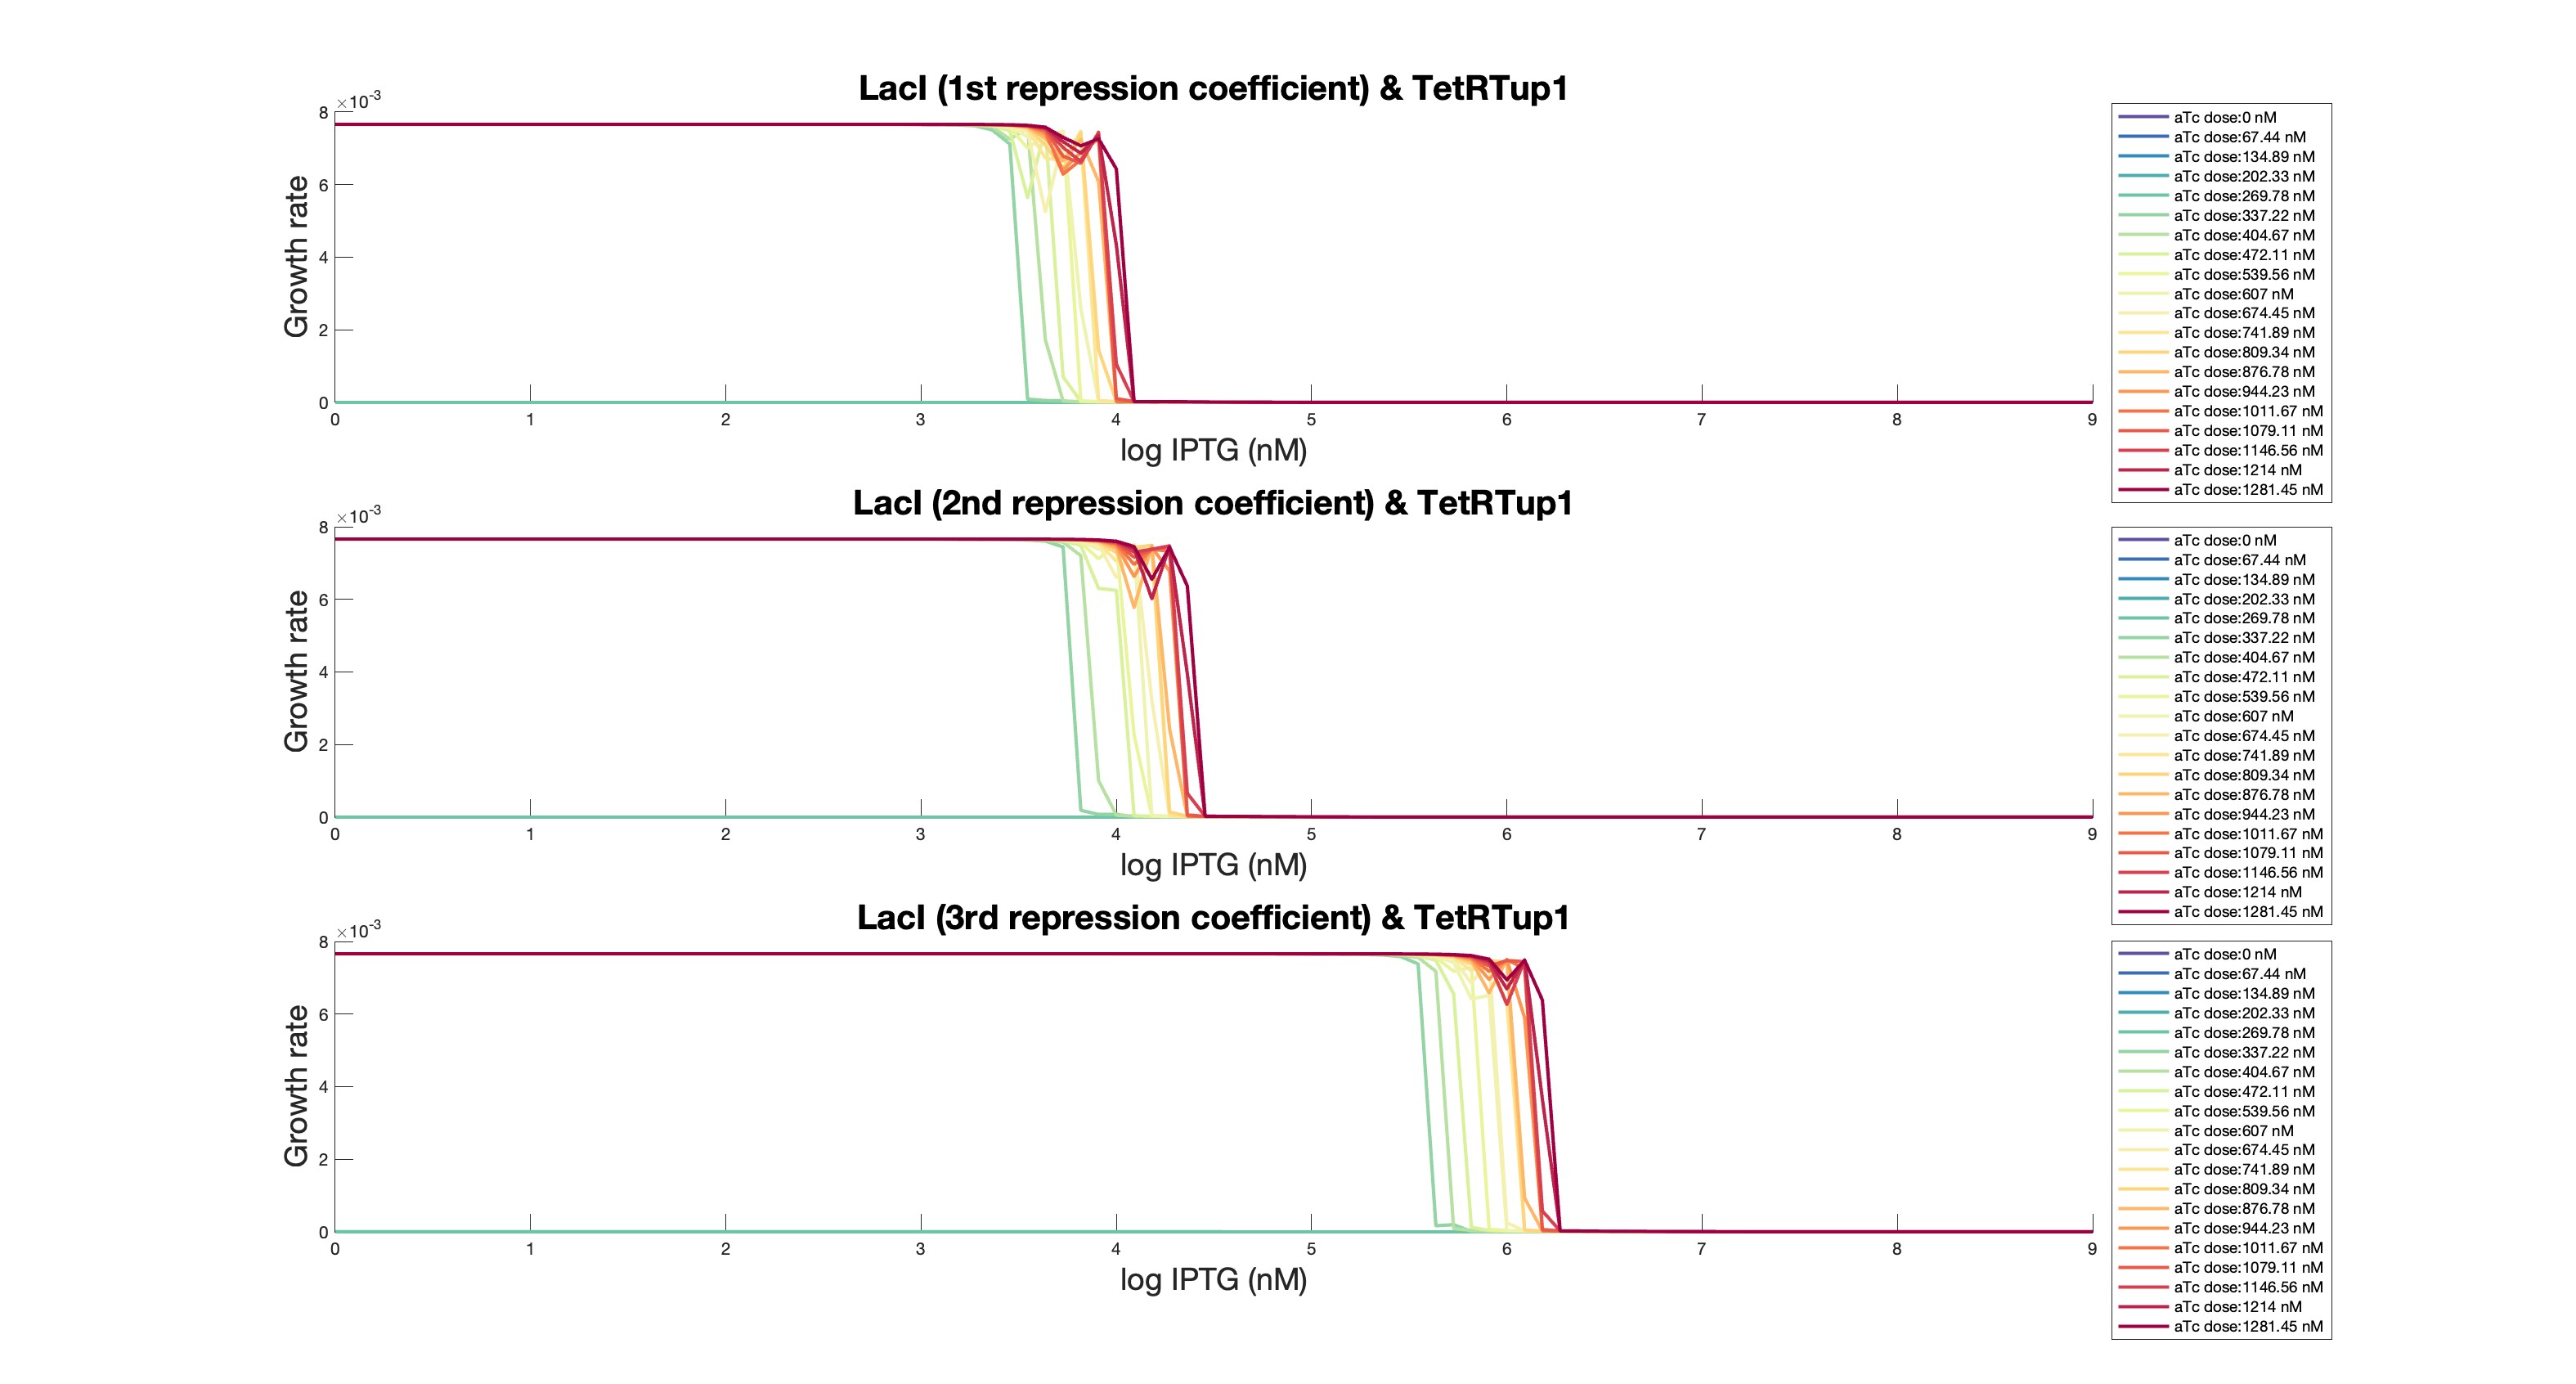 LacI (1st repression coefficient) & TetRTup1
×10-3
8
6
4
2
0
Growth rate
0 1 2 3 4 5 6 7 8 9
log IPTG (nM)
aTc dose:0 nM
aTc dose:67.44 nM
aTc dose:134.89 nM
aTc dose:202.33 nM
aTc dose:269.78 nM
aTc dose:337.22 nM
aTc dose:404.67 nM
aTc dose:472.11 nM
aTc dose:539.56 nM
aTc dose:607 nM
aTc dose:674.45 nM
aTc dose:741.89 nM
aTc dose:809.34 nM
aTc dose:876.78 nM
aTc dose:944.23 nM
aTc dose:1011.67 nM
aTc dose:1079.11 nM
aTc dose:1146.56 nM
aTc dose:1214 nM
aTc dose:1281.45 nM
LacI (2nd repression coefficient) & TetRTup1
×10-3
8
6
4
2
0
Growth rate
0 1 2 3 4 5 6 7 8 9
log IPTG (nM)
aTc dose:0 nM
aTc dose:67.44 nM
aTc dose:134.89 nM
aTc dose:202.33 nM
aTc dose:269.78 nM
aTc dose:337.22 nM
aTc dose:404.67 nM
aTc dose:472.11 nM
aTc dose:539.56 nM
aTc dose:607 nM
aTc dose:674.45 nM
aTc dose:741.89 nM
aTc dose:809.34 nM
aTc dose:876.78 nM
aTc dose:944.23 nM
aTc dose:1011.67 nM
aTc dose:1079.11 nM
aTc dose:1146.56 nM
aTc dose:1214 nM
aTc dose:1281.45 nM
LacI (3rd repression coefficient) & TetRTup1
×10-3
8
6
4
2
0
Growth rate
0 1 2 3 4 5 6 7 8 9
log IPTG (nM)
aTc dose:0 nM
aTc dose:67.44 nM
aTc dose:134.89 nM
aTc dose:202.33 nM
aTc dose:269.78 nM
aTc dose:337.22 nM
aTc dose:404.67 nM
aTc dose:472.11 nM
aTc dose:539.56 nM
aTc dose:607 nM
aTc dose:674.45 nM
aTc dose:741.89 nM
aTc dose:809.34 nM
aTc dose:876.78 nM
aTc dose:944.23 nM
aTc dose:1011.67 nM
aTc dose:1079.11 nM
aTc dose:1146.56 nM
aTc dose:1214 nM
aTc dose:1281.45 nM